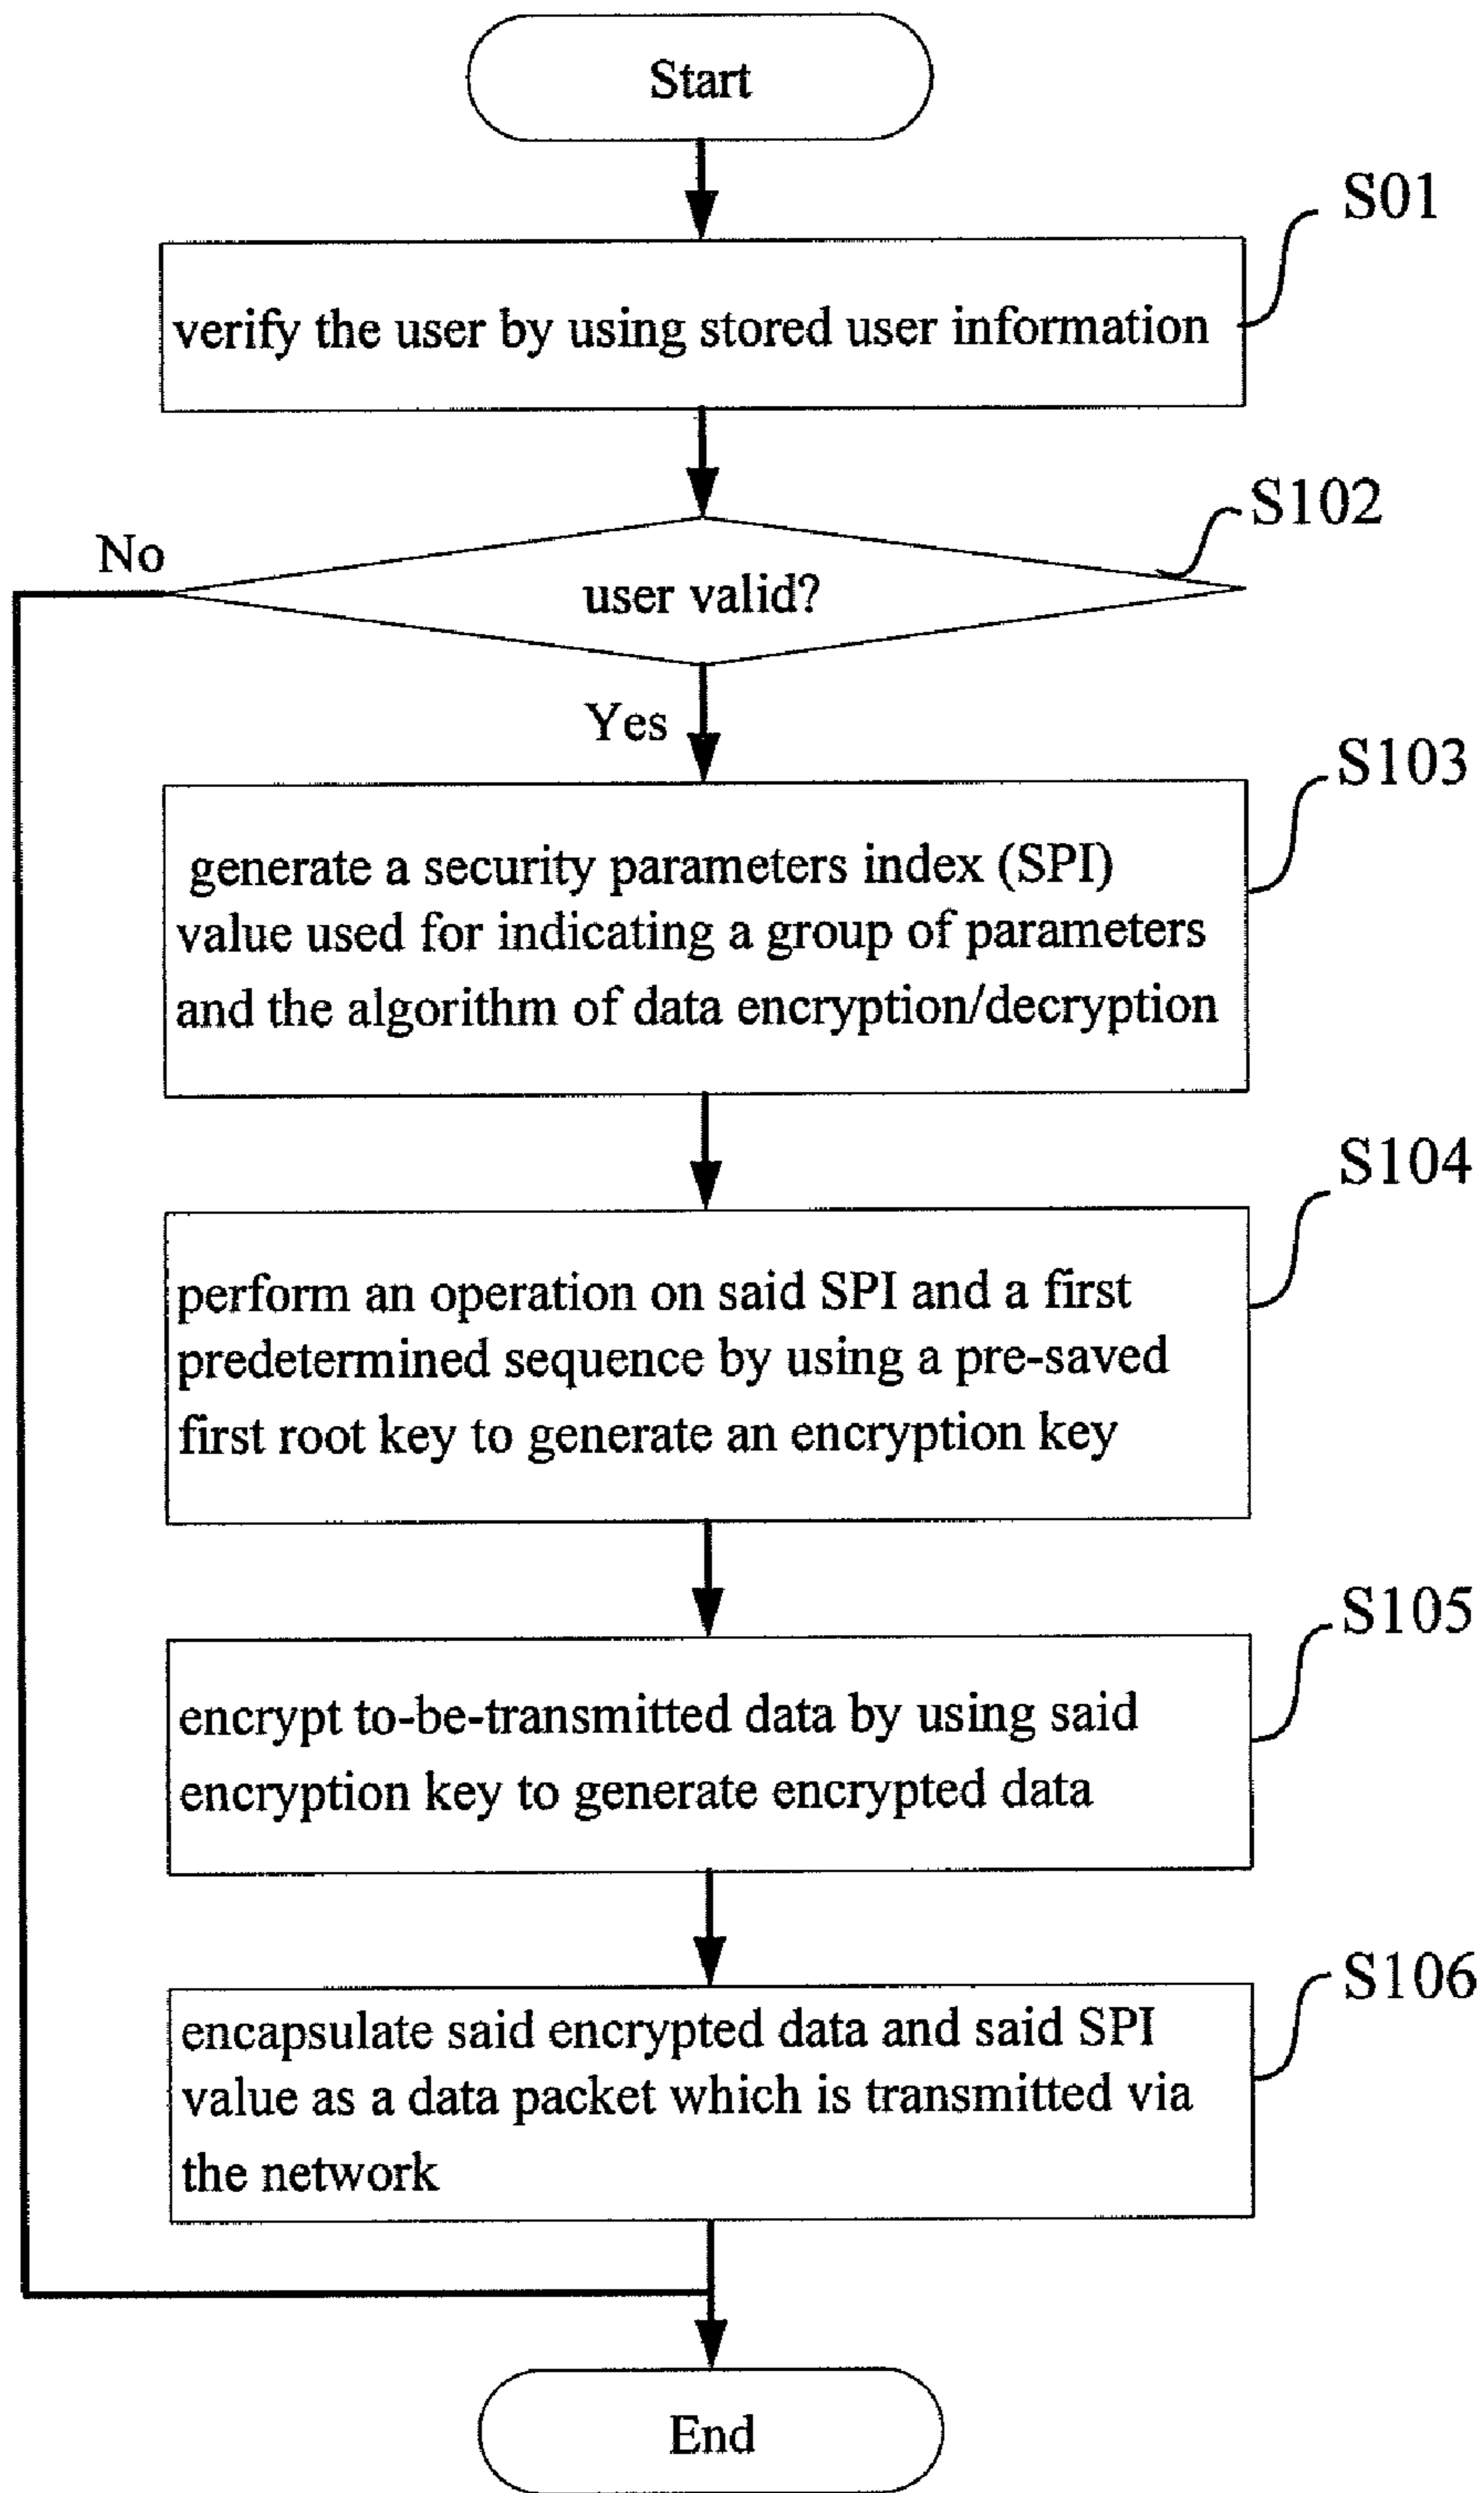 Start
S01
verify the user by using stored user information
S102
No
user valid?
Yes
S103
generate a security parameters index (SPI)
value used for indicating a group of parameters
and the algorithm of data encryption/decryption
S104
perform an operation on said SPI and a first
predetermined sequence by using a pre-saved
first root key to generate an encryption key
S105
encrypt to-be-transmitted data by using said
encryption key to generate encrypted data
S106
encapsulate said encrypted data and said SPI
value as a data packet which is transmitted via
the network
End